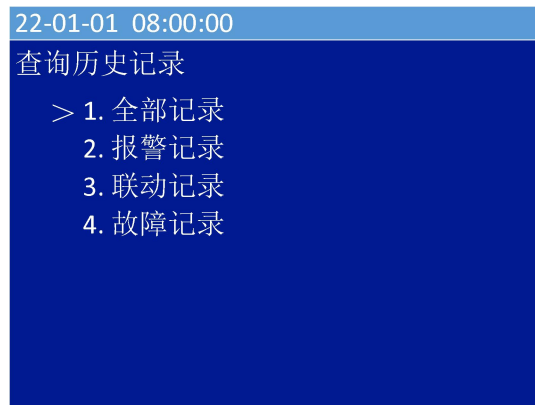 22-01-01 08:00:00
查询历史记录
＞1. 全部记录
2. 报警记录
3. 联动记录
4. 故障记录